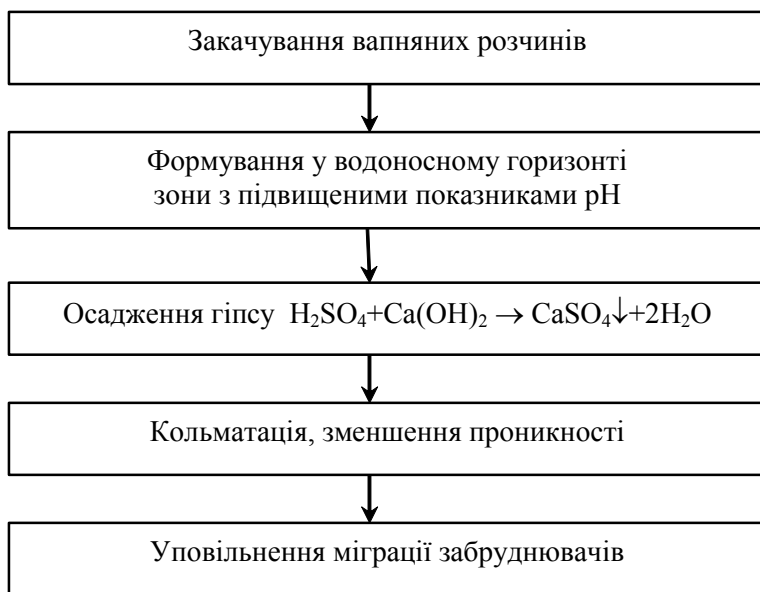 Закачування вапняних розчинів
Формування у водоносному горизонті
зони з підвищеними показниками рН
Осадження гіпсу H₂SO₄+Ca(OH)₂ → CaSO₄↓+2H₂O
Кольматація, зменшення проникності
Уповільнення міграції забруднювачів